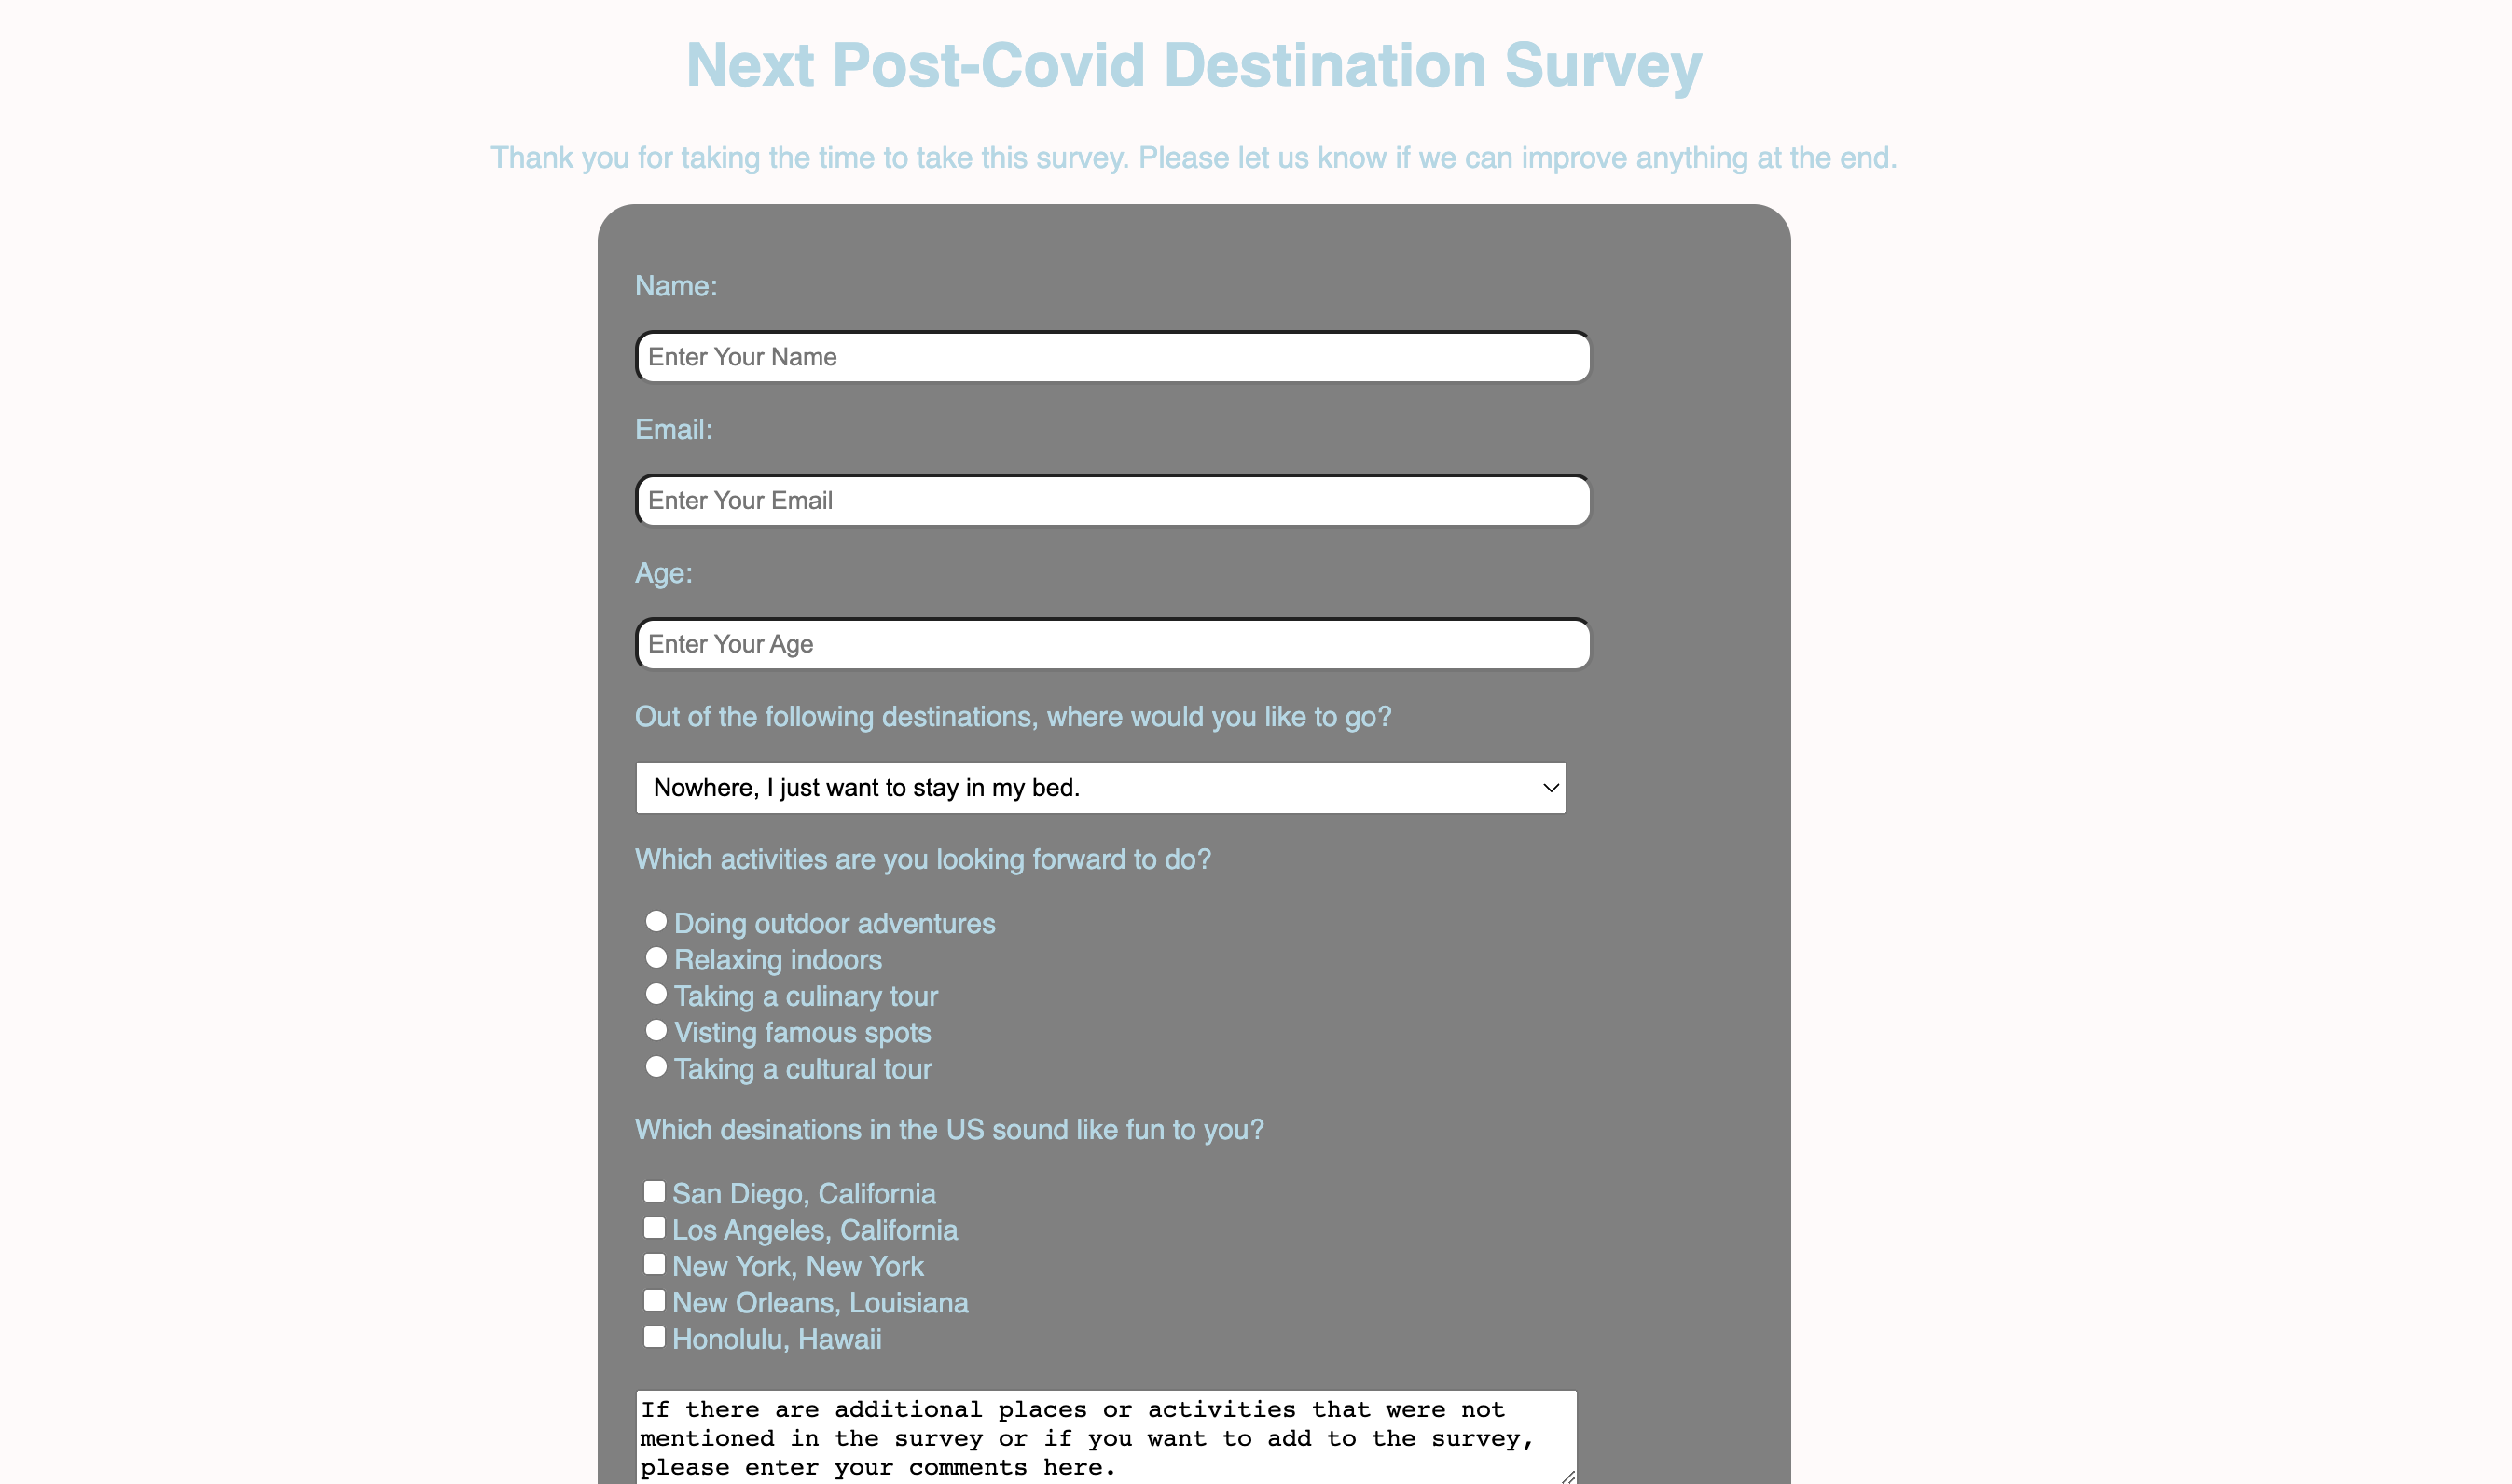 Next Post-Covid Destination Survey
Thank you for taking the time to take this survey. Please let us know if we can improve anything at the end.
Name:
Enter Your Name
Email:
Enter Your Email
Age:
Enter Your Age
Out of the following destinations, where would you like to go?
Nowhere, I just want to stay in my bed.
Which activities are you looking forward to do?
Doing outdoor adventures
Relaxing indoors
Taking a culinary tour
Visting famous spots
Taking a cultural tour
Which desinations in the US sound like fun to you?
San Diego, California
Los Angeles, California
New York, New York
New Orleans, Louisiana
Honolulu, Hawaii
If there are additional places or activities that were not
mentioned in the survey or if you want to add to the survey,
please enter your comments here.